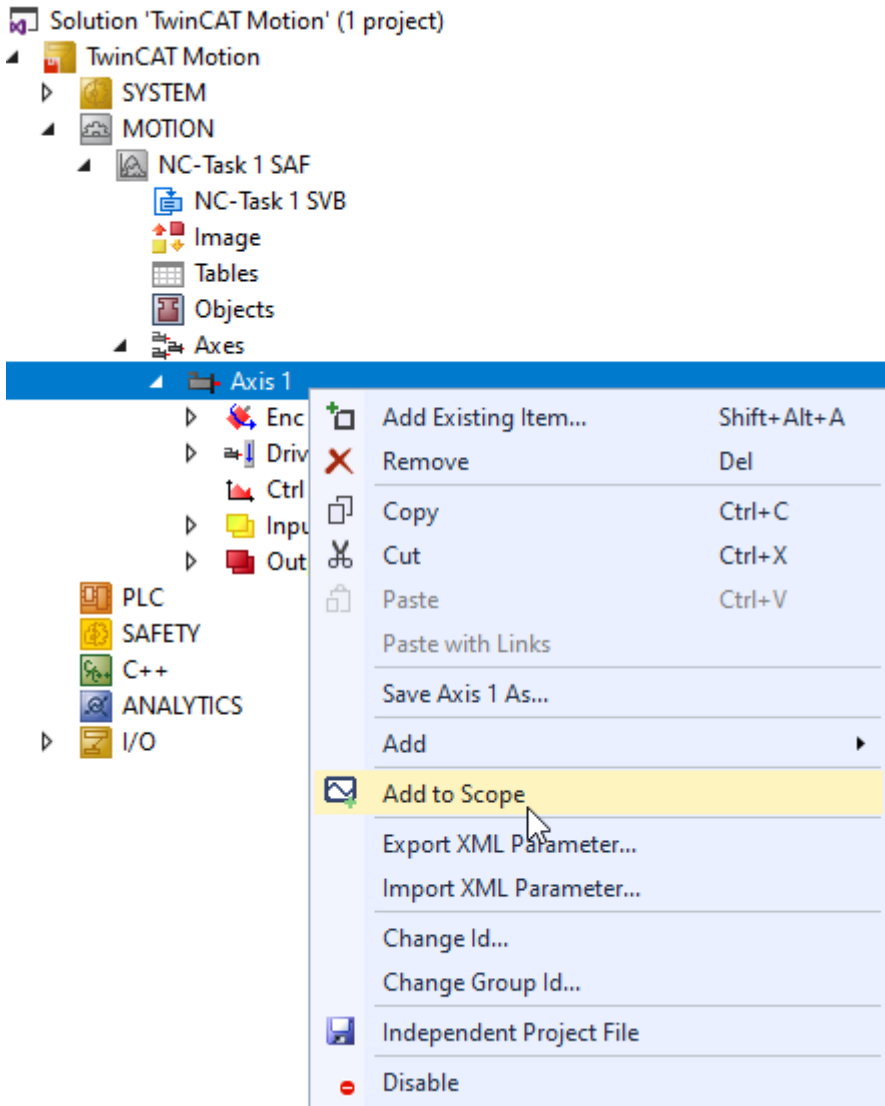 Solution 'TwinCAT Motion' (1 project)
TwinCAT Motion
SYSTEM
MOTION
NC-Task 1 SAF
NC-Task 1 SVB
Image
Tables
Objects
Axes
Axis 1
Enc
Driv
Ctrl
Inpu
Out
PLC
SAFETY
C++
ANALYTICS
I/O
Add Existing Item... Shift+Alt+A
Remove Del
Copy Ctrl+C
Cut Ctrl+X
Paste Ctrl+V
Paste with Links
Save Axis 1 As...
Add
Add to Scope
Export XML Parameter...
Import XML Parameter...
Change Id...
Change Group Id...
Independent Project File
Disable